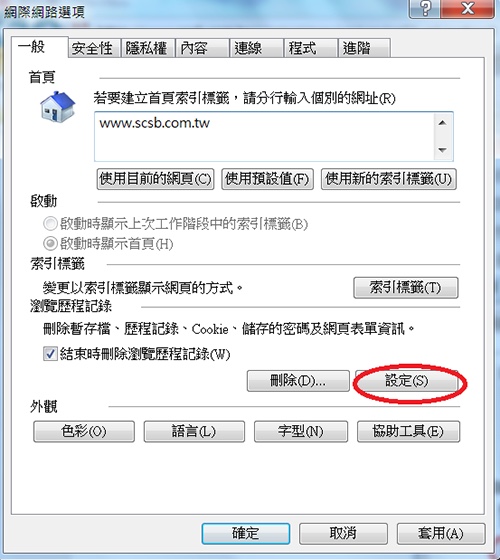 網際網路選項
一般 安全性 隱私權 內容 連線 程式 進階
首頁
若要建立首頁索引標籤，請分行輸入個別的網址(R)
www.scsb.com.tw
使用目前的網頁(C) 使用預設值(F) 使用新的索引標籤(U)
啟動
啟動時顯示上次工作階段中的索引標籤(B)
啟動時顯示首頁(H)
索引標籤
變更以索引標籤顯示網頁的方式。 索引標籤(T)
瀏覽歷程記錄
刪除暫存檔、歷程記錄、Cookie、儲存的密碼及網頁表單資訊。
結束時刪除瀏覽歷程記錄(W)
刪除(D)... 設定(S)
外觀
色彩(O) 語言(L) 字型(N) 協助工具(E)
確定 取消 套用(A)